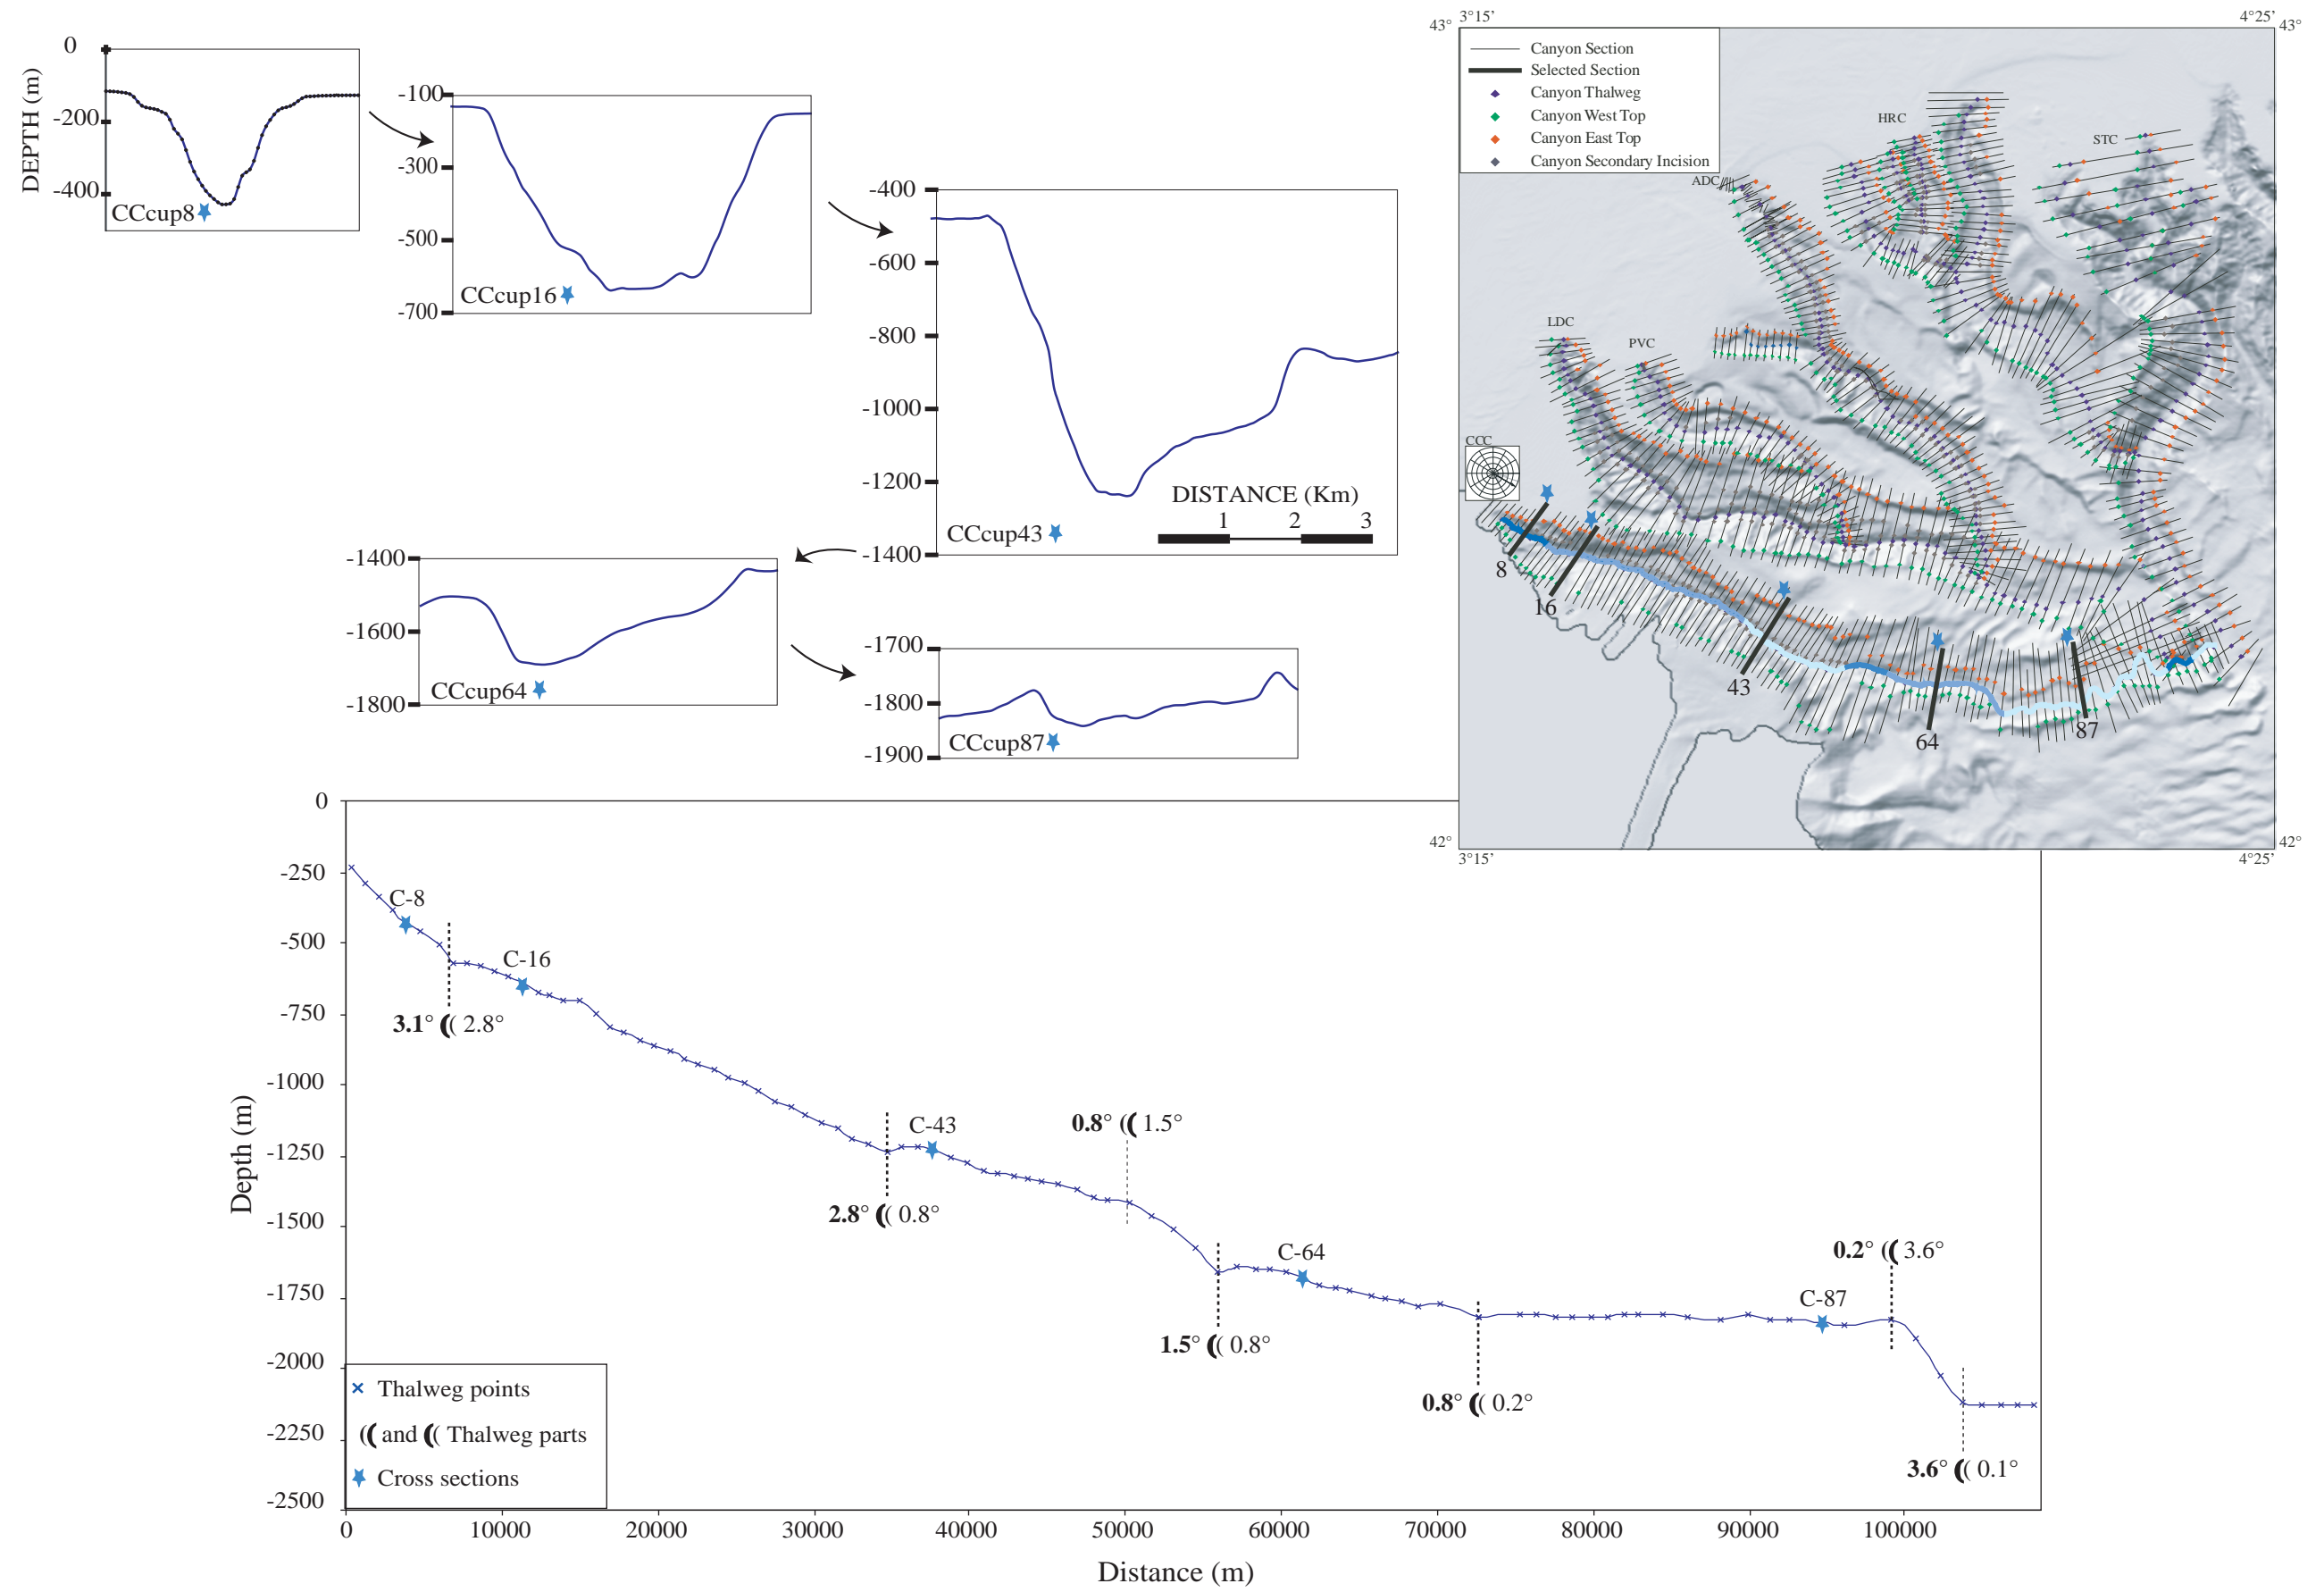 0
-200
-400
DEPTH (m)
CCcup8
-100
-300
-500
-700
CCcup16
-400
-600
-800
-1000
-1200
-1400
CCcup43
DISTANCE (Km)
1 2 3
-1400
-1600
-1800
CCcup64
-1700
-1800
-1900
CCcup87
43° 3°15’ 4°25’ 43°
Canyon Section
Selected Section
Canyon Thalweg
Canyon West Top
Canyon East Top
Canyon Secondary Incision
HRC
STC
ADC
LDC
PVC
CCC
8
16
43
64
87
42° 42°
3°15’ 4°25’
0
-250
-500
-750
-1000
-1250
-1500
-1750
-2000
-2250
-2500
Depth (m)
C-8
3.1° (( 2.8°
C-16
C-43
2.8° (( 0.8°
0.8° (( 1.5°
C-64
1.5° (( 0.8°
0.8° (( 0.2°
C-87
0.2° (( 3.6°
3.6° (( 0.1°
Thalweg points
(( and (( Thalweg parts
Cross sections
0 10000 20000 30000 40000 50000 60000 70000 80000 90000 100000
Distance (m)